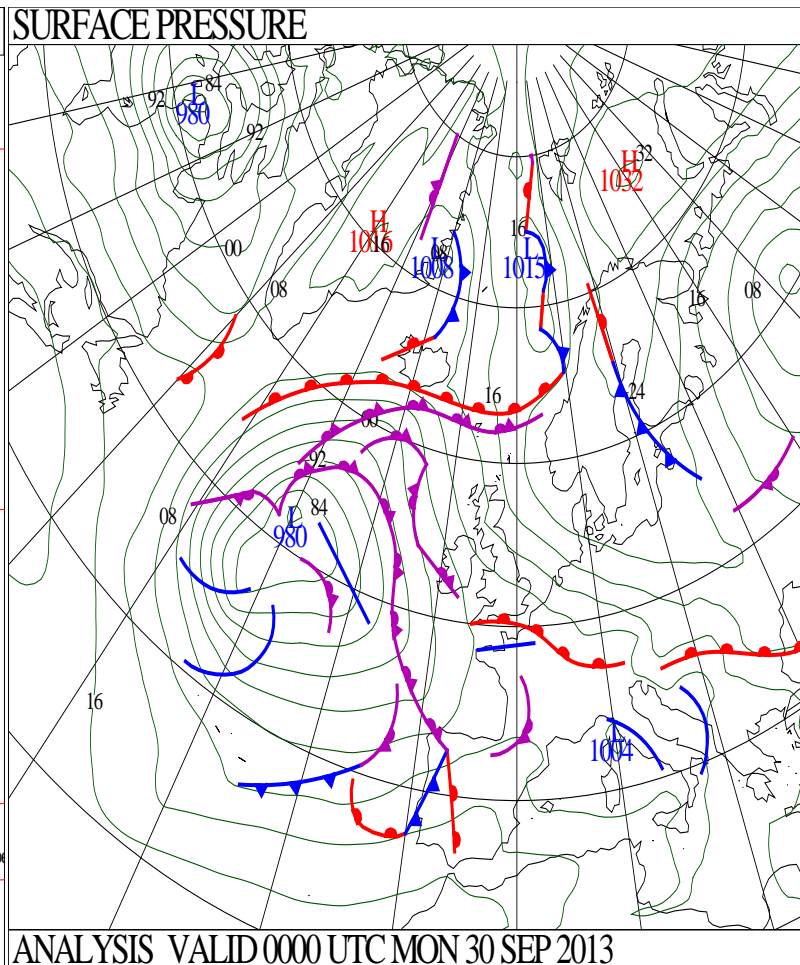 SURFACE PRESSURE
84
L
92
980
92
32
H
1032
H
1016
16
16
L
08
1008
L
1015
00
08
16
08
24
16
00
92
84
08
L
980
16
L
1004
ANALYSIS VALID 0000 UTC MON 30 SEP 2013